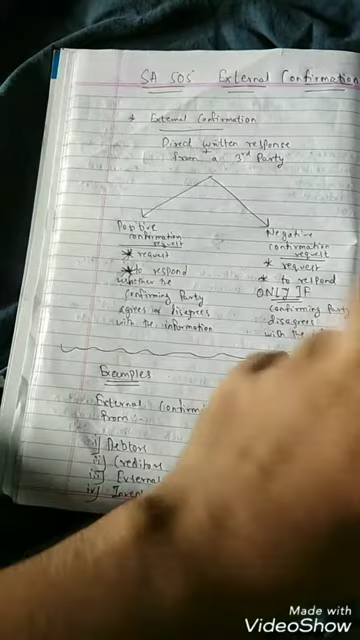 SA 505 External Confirmation
* External Confirmation
Direct written response
from a 3rd Party
Positive
confirmation
request
* request
* to respond
whether the
confirming Party
agrees or disagrees
with the information
Negative
confirmation
request
* request
* to respond
ONLY IF
confirming Party
disagrees
with the
Examples
External Confirm
from
i) Debtors
ii) Creditors
iii) External
iv)
Made with
VideoShow